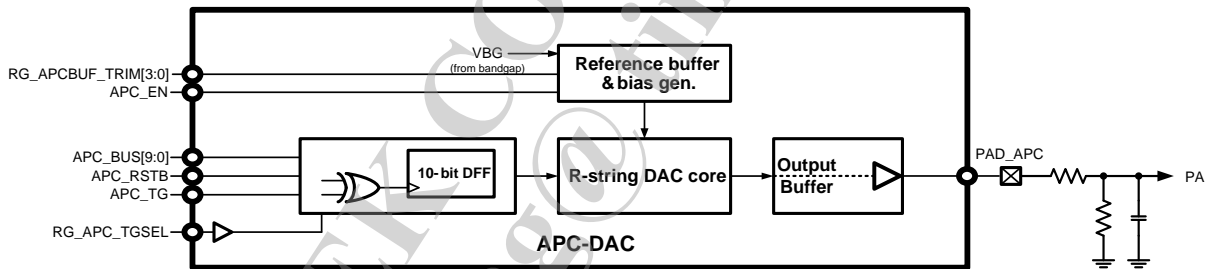 VBG
(from bandgap)
Reference buffer
& bias gen.
RG_APCBUF_TRIM[3:0]
APC_EN
APC_BUS[9:0]
APC_RSTB
APC_TG
RG_APC_TGSEL
10-bit DFF
R-string DAC core
Output
Buffer
PAD_APC
PA
APC-DAC